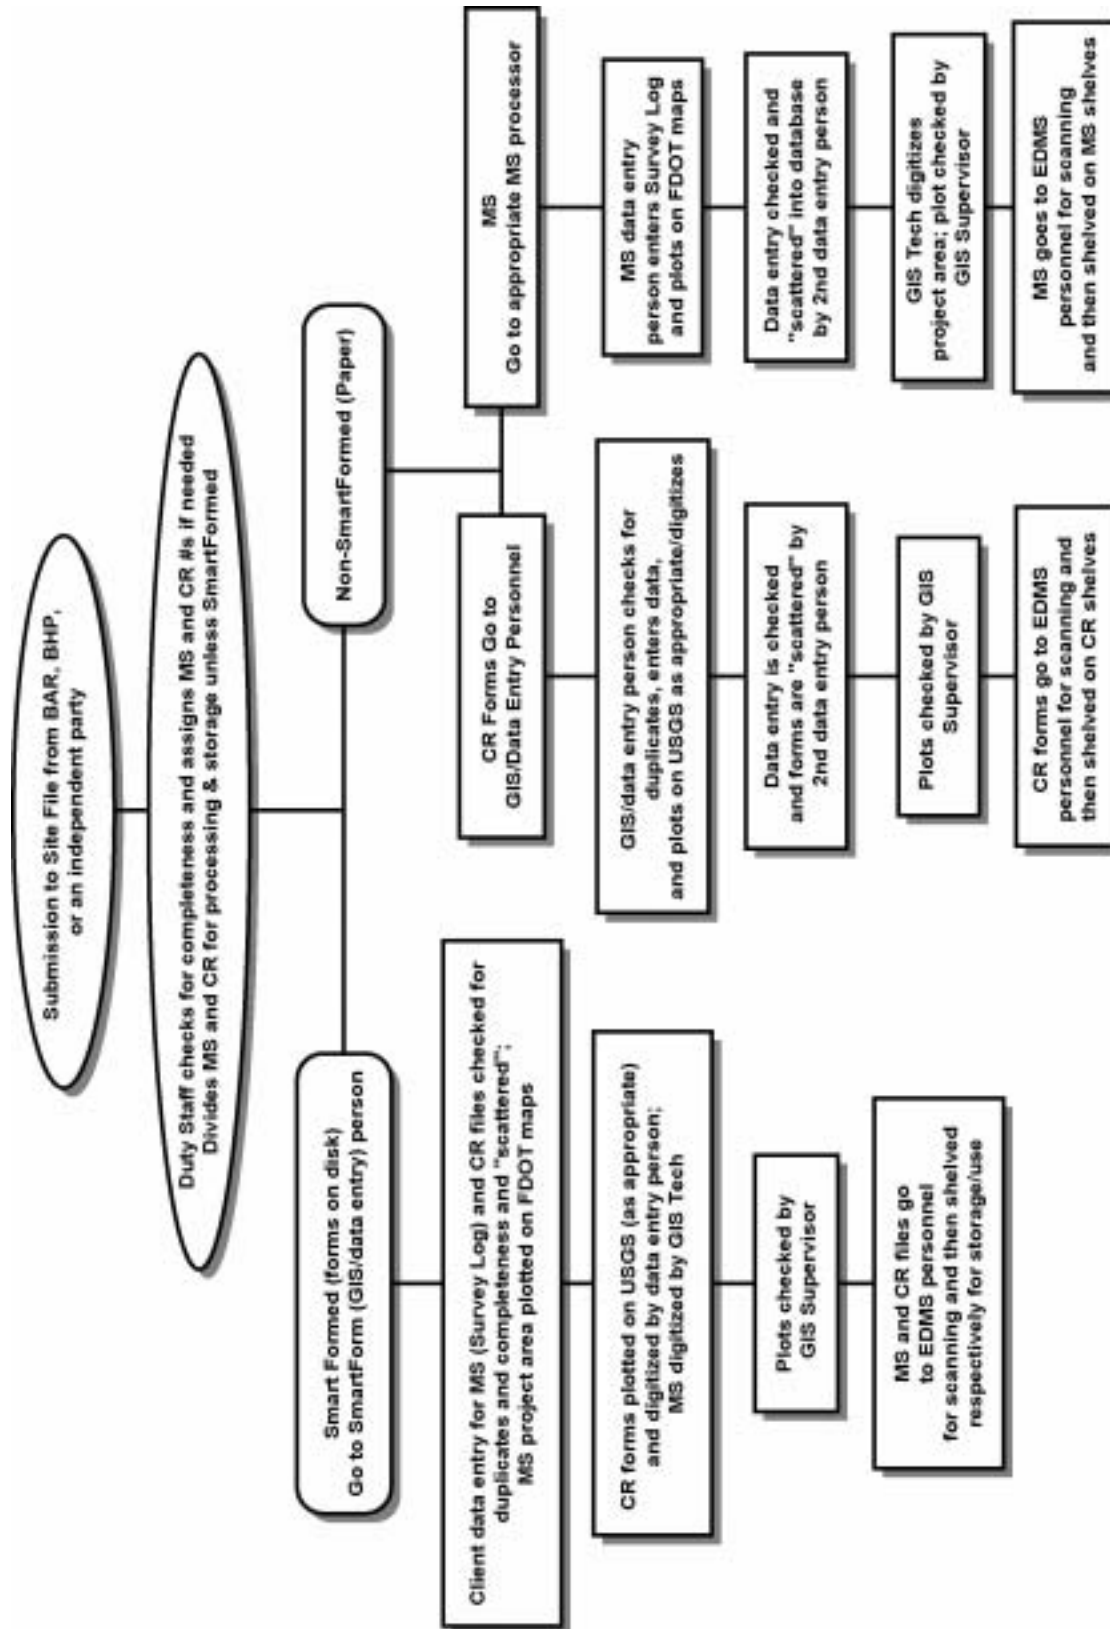 Submission to Site File from BAR, BHP,
or an independent party
Duty Staff checks for completeness and assigns MS and CR #s if needed
Divides MS and CR for processing & storage unless SmartFormed
Smart Formed (forms on disk)
Go to SmartForm (GIS/data entry) person
Client data entry for MS (Survey Log) and CR files checked for
duplicates and completeness and "scattered";
MS project area plotted on FDOT maps
CR forms plotted on USGS (as appropriate)
and digitized by data entry person;
MS digitized by GIS Tech
Plots checked by
GIS Supervisor
MS and CR files go
to EDMS personnel
for scanning and then shelved
respectively for storage/use
Non-SmartFormed (Paper)
CR Forms Go to
GIS/Data Entry Personnel
GIS/data entry person checks for
duplicates, enters data,
and plots on USGS as appropriate/digitizes
Data entry is checked
and forms are "scattered" by
2nd data entry person
Plots checked by GIS
Supervisor
CR forms go to EDMS
personnel for scanning and
then shelved on CR shelves
MS
Go to appropriate MS processor
MS data entry
person enters Survey Log
and plots on FDOT maps
Data entry checked and
"scattered" into database
by 2nd data entry person
GIS Tech digitizes
project area; plot checked by
GIS Supervisor
MS goes to EDMS
personnel for scanning
and then shelved on MS shelves